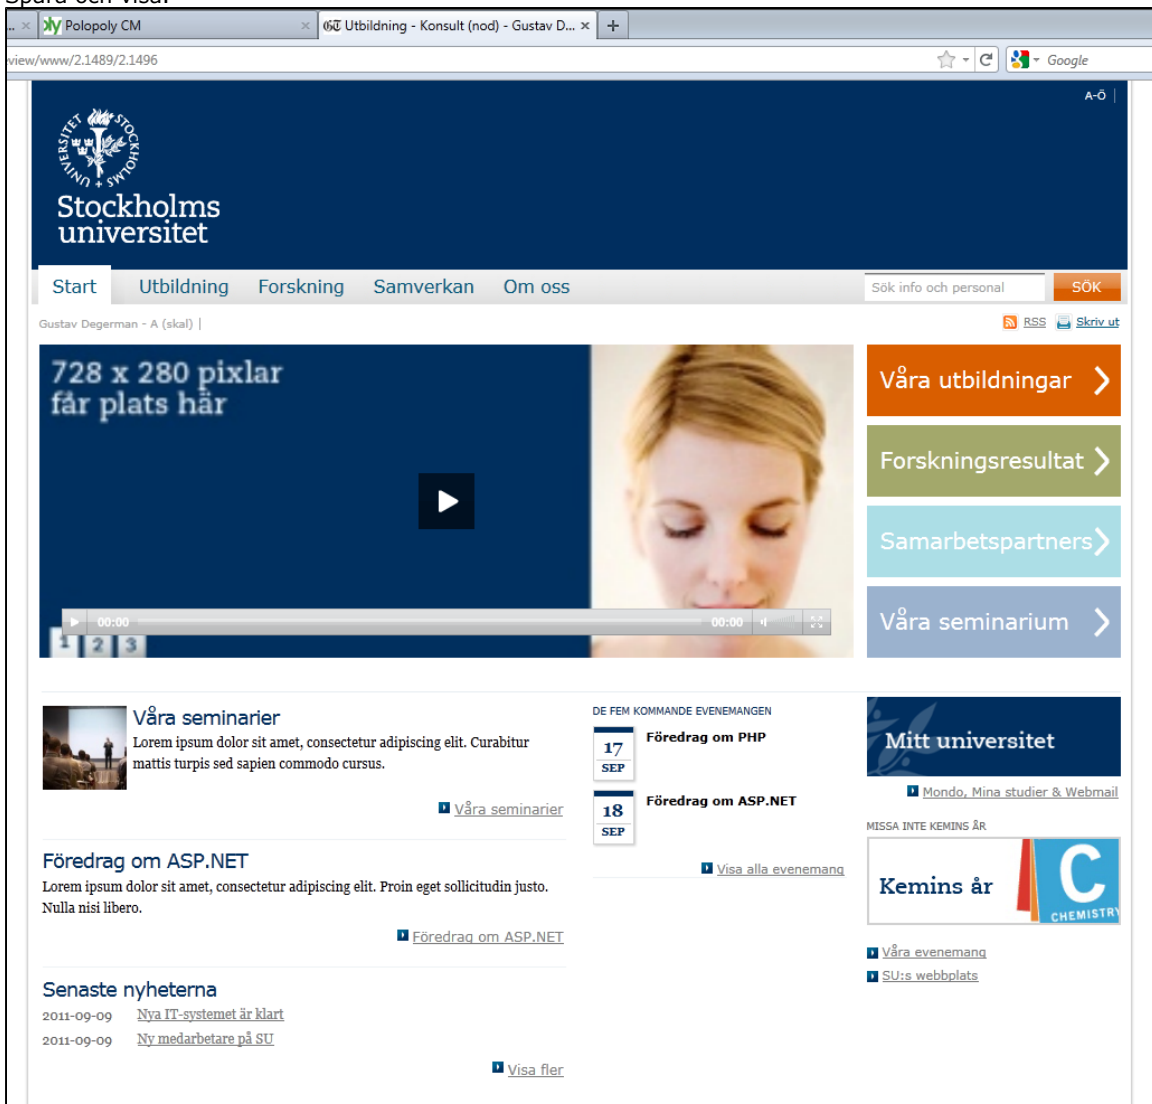 Spara och visa.
... × Polopoly CM × Utbildning - Konsult (nod) - Gustav D... × +
view/www/2.1489/2.1496 Google
A-Ö |
STOCKHOLMS UNIVERSITET +
Stockholms
universitet
Start Utbildning Forskning Samverkan Om oss Sök info och personal SÖK
Gustav Degerman - A (skal) | RSS Skriv ut
728 x 280 pixlar
får plats här
00:00 00:00
1 2 3
Våra utbildningar
Forskningsresultat
Samarbetspartners
Våra seminarium
Våra seminarier
Lorem ipsum dolor sit amet, consectetur adipiscing elit. Curabitur
mattis turpis sed sapien commodo cursus.
Våra seminarier
Föredrag om ASP.NET
Lorem ipsum dolor sit amet, consectetur adipiscing elit. Proin eget sollicitudin justo.
Nulla nisi libero.
Föredrag om ASP.NET
Senaste nyheterna
2011-09-09 Nya IT-systemet är klart
2011-09-09 Ny medarbetare på SU
Visa fler
DE FEM KOMMANDE EVENEMANGEN
17 SEP Föredrag om PHP
18 SEP Föredrag om ASP.NET
Visa alla evenemang
Mitt universitet
Mondo, Mina studier & Webmail
MISSA INTE KEMINS ÅR
Kemins år
C
CHEMISTRY
Våra evenemang
SU:s webbplats